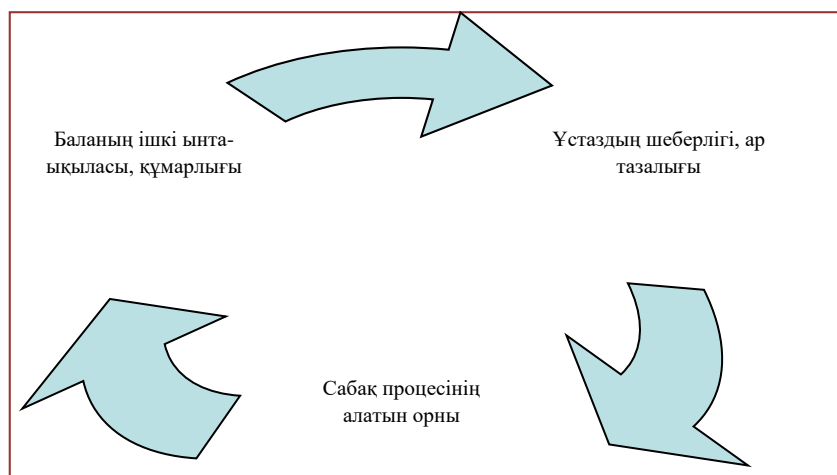 Баланың ішкі ынта-
ықыласы, құмарлығы
Ұстаздың шеберлігі, ар
тазалығы
Сабақ процесінің
алатын орны